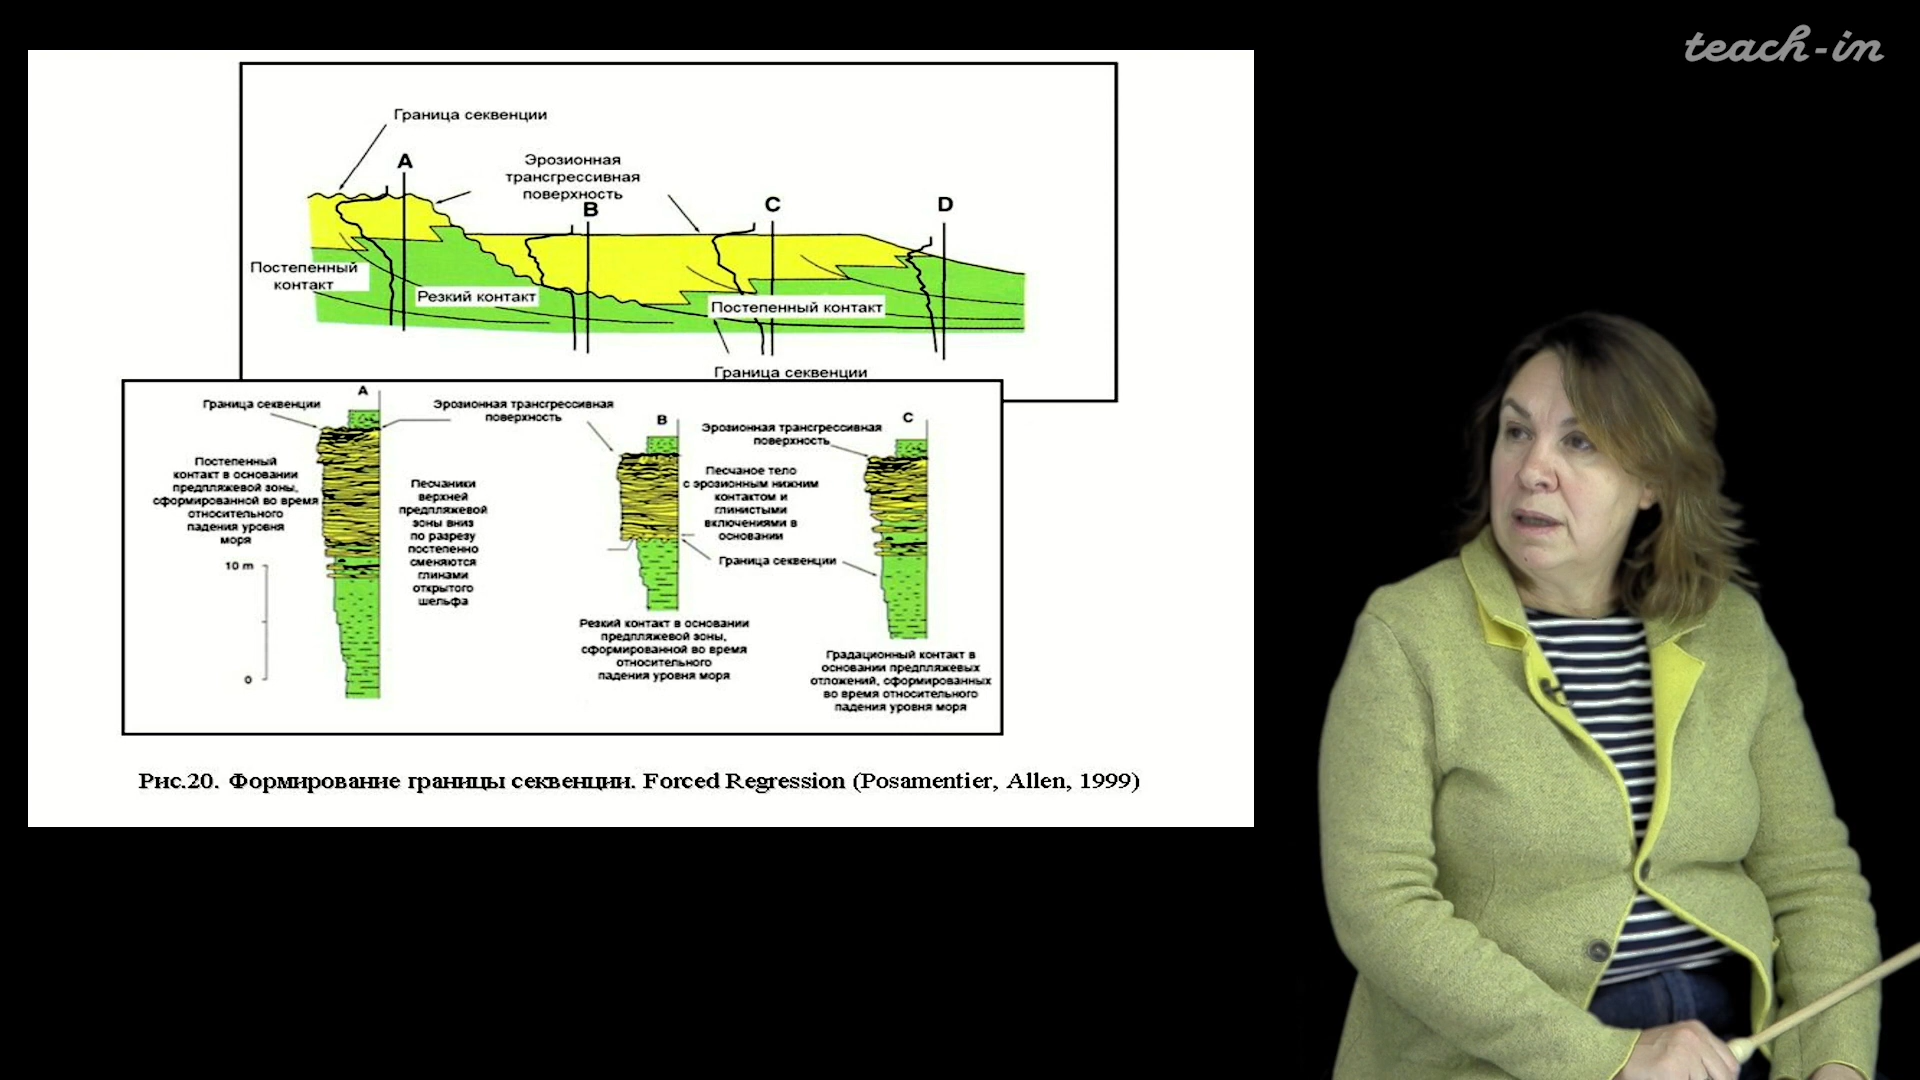 teach-in
Граница секвенции
A
Эрозионная
трансгрессивная
поверхность
B
C
D
Постепенный
контакт
Резкий контакт
Постепенный контакт
Граница секвенции
A
Граница секвенции
Эрозионная трансгрессивная
поверхность
B
C
Эрозионная трансгрессивная
поверхность
Постепенный
контакт в основании
предпляжевой зоны,
сформированной во время
относительного
падения уровня
моря
Песчаники
верхней
предпляжевой
зоны вниз
по разрезу
постепенно
сменяются
глинами
открытого
шельфа
Песчаное тело
с эрозионным нижним
контактом и
глинистыми
включениями в
основании
Граница секвенции
10 m
0
Резкий контакт в основании
предпляжевой зоны,
сформированной во время
относительного
падения уровня моря
Градационный контакт в
основании предпляжевых
отложений, сформированных
во время относительного
падения уровня моря
Рис.20. Формирование границы секвенции. Forced Regression (Posamentier, Allen, 1999)